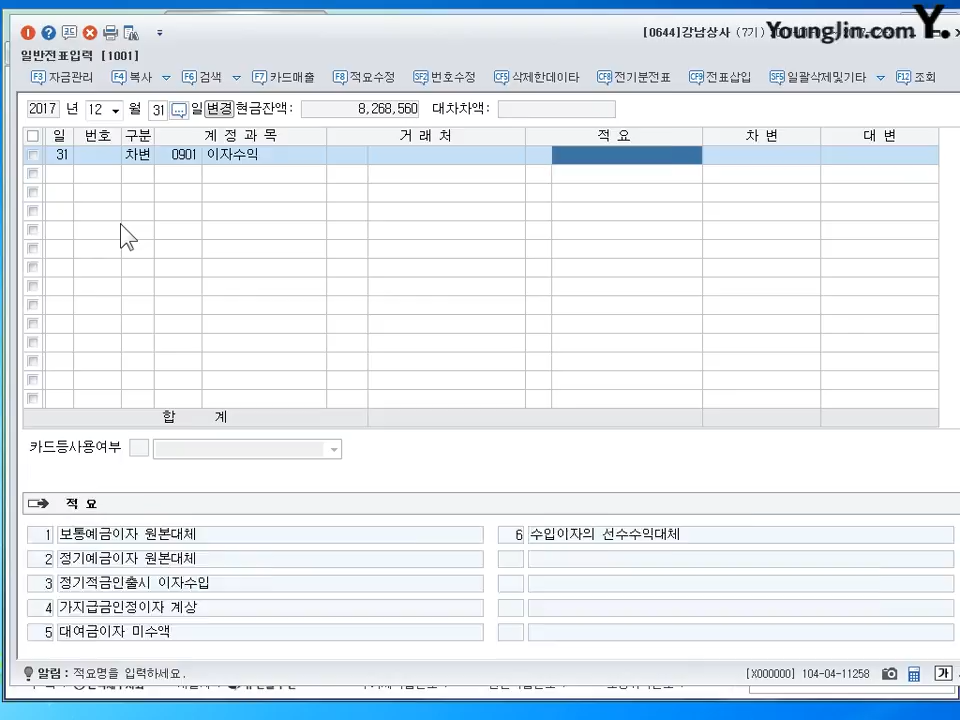 [0644]강남상사 (7기)
Youngjin.com Y.
일반전표입력 [1001]
F3 자금관리 F4 복사 F6 검색 F7 카드매출 F8 적요수정 SF2 번호수정 CF5 삭제한데이타 CF8 전기분전표 CF9 전표삽입 SF5 일괄삭제및기타 F12 조회
2017 년 12 월 31 ... 일 변경 현금잔액: 8,268,560 대차차액:
일 번호 구분 계 정 과 목 거 래 처 적 요 차 변 대 변
31 차변 0901 이자수익
합 계
카드등사용여부
적 요
1 보통예금이자 원본대체 6 수입이자의 선수수익대체
2 정기예금이자 원본대체
3 정기적금인출시 이자수입
4 가지급금인정이자 계상
5 대여금이자 미수액
알림 : 적요명을 입력하세요. [X000000] 104-04-11258 가